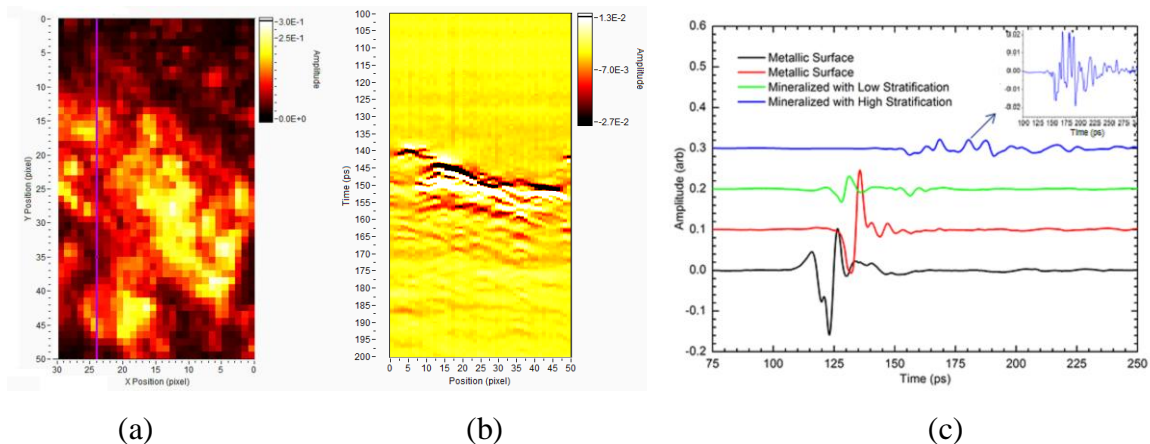 0
5
10
15
20
25
30
35
40
45
50
Y Position (pixel)
30 25 20 15 10 5 0
X Position (pixel)
3.0E-1
2.5E-1
0.0E+0
Amplitude
100
105
110
115
120
125
130
135
140
145
150
155
160
165
170
175
180
185
190
195
200
Time (ps)
0 5 10 15 20 25 30 35 40 45 50
Position (pixel)
1.3E-2
-7.0E-3
-2.7E-2
Amplitude
0.6
0.5
0.4
0.3
0.2
0.1
0.0
-0.1
-0.2
Amplitude (arb)
Metallic Surface
Metallic Surface
Mineralized with Low Stratification
Mineralized with High Stratification
0.02
0.01
0.00
-0.01
-0.02
100 125 150 175 200 225 250 275
Time (ps)
75 100 125 150 175 200 225 250
Time (ps)
(a) (b) (c)